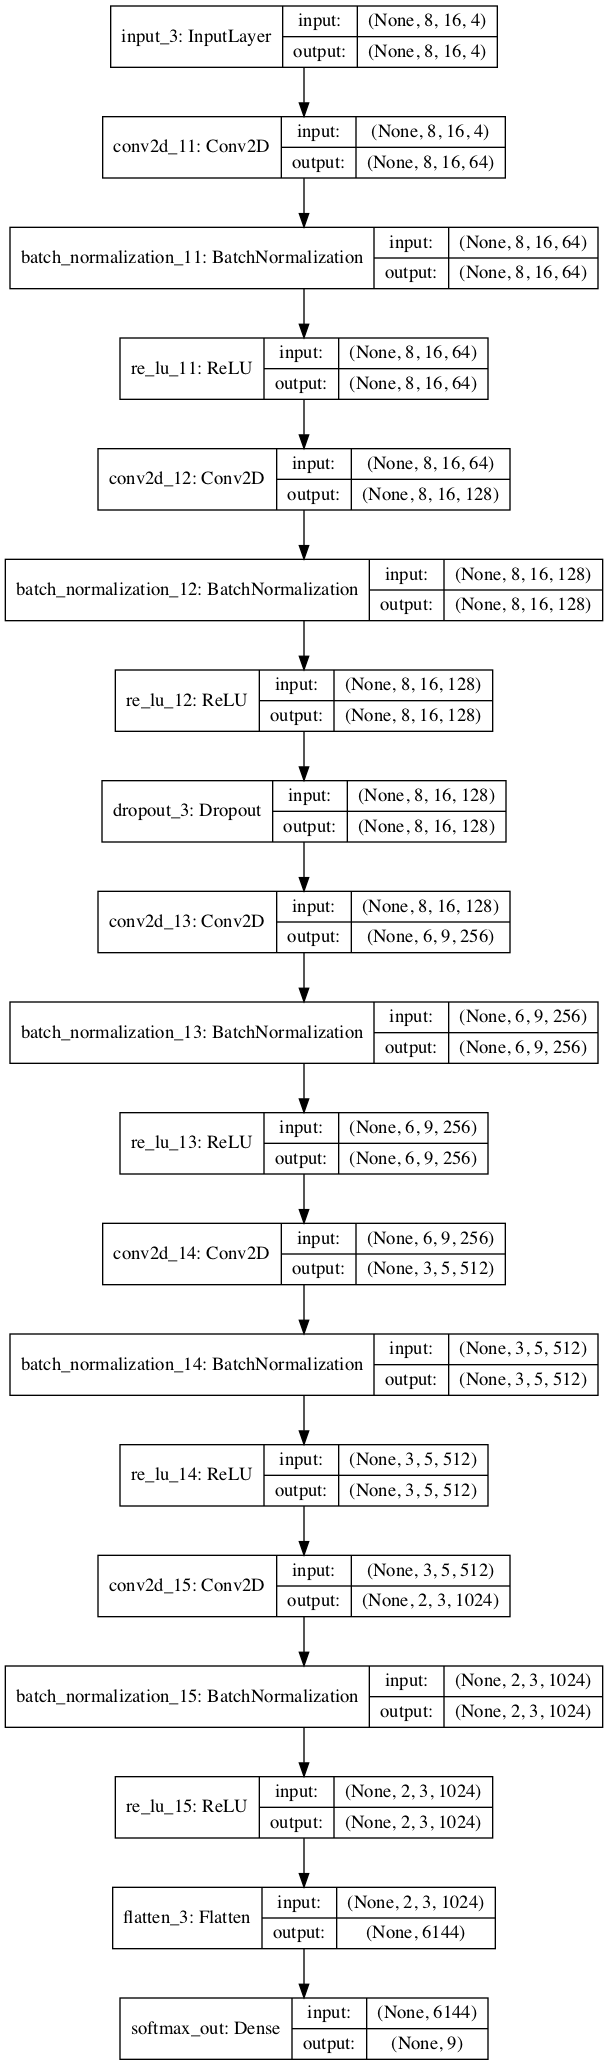 input_3: InputLayer
input: (None, 8, 16, 4)
output: (None, 8, 16, 4)
conv2d_11: Conv2D
input: (None, 8, 16, 4)
output: (None, 8, 16, 64)
batch_normalization_11: BatchNormalization
input: (None, 8, 16, 64)
output: (None, 8, 16, 64)
re_lu_11: ReLU
input: (None, 8, 16, 64)
output: (None, 8, 16, 64)
conv2d_12: Conv2D
input: (None, 8, 16, 64)
output: (None, 8, 16, 128)
batch_normalization_12: BatchNormalization
input: (None, 8, 16, 128)
output: (None, 8, 16, 128)
re_lu_12: ReLU
input: (None, 8, 16, 128)
output: (None, 8, 16, 128)
dropout_3: Dropout
input: (None, 8, 16, 128)
output: (None, 8, 16, 128)
conv2d_13: Conv2D
input: (None, 8, 16, 128)
output: (None, 6, 9, 256)
batch_normalization_13: BatchNormalization
input: (None, 6, 9, 256)
output: (None, 6, 9, 256)
re_lu_13: ReLU
input: (None, 6, 9, 256)
output: (None, 6, 9, 256)
conv2d_14: Conv2D
input: (None, 6, 9, 256)
output: (None, 3, 5, 512)
batch_normalization_14: BatchNormalization
input: (None, 3, 5, 512)
output: (None, 3, 5, 512)
re_lu_14: ReLU
input: (None, 3, 5, 512)
output: (None, 3, 5, 512)
conv2d_15: Conv2D
input: (None, 3, 5, 512)
output: (None, 2, 3, 1024)
batch_normalization_15: BatchNormalization
input: (None, 2, 3, 1024)
output: (None, 2, 3, 1024)
re_lu_15: ReLU
input: (None, 2, 3, 1024)
output: (None, 2, 3, 1024)
flatten_3: Flatten
input: (None, 2, 3, 1024)
output: (None, 6144)
softmax_out: Dense
input: (None, 6144)
output: (None, 9)